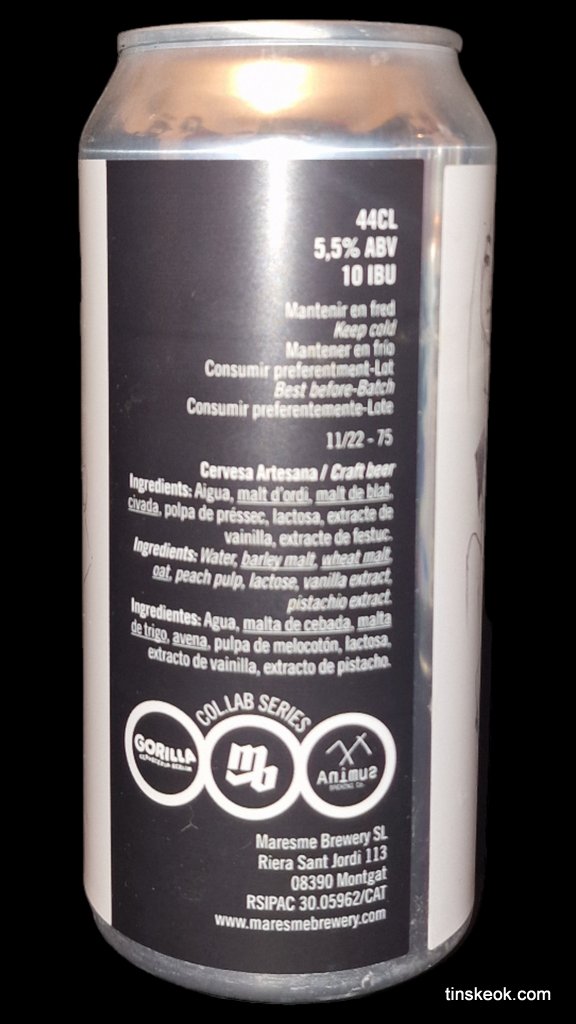 44CL
5,5% ABV
10 IBU
Mantenir en fred
Keep cold
Mantener en frío
Consumir preferentment-Lot
Best before-Batch
Consumir preferentemente-Lote
11/22 - 75
Cervesa Artesana / Craft beer
Ingredients: Aigua, malt d'ordi, malt de blat,
civada, polpa de préssec, lactosa, extracte de
vainilla, extracte de festuc.
Ingredients: Water, barley malt, wheat malt,
oat, peach pulp, lactose, vanilla extract,
pistachio extract.
Ingredientes: Agua, malta de cebada, malta
de trigo, avena, pulpa de melocotón, lactosa,
extracto de vainilla, extracto de pistacho.
COLLAB SERIES
GORILLA
CERVECERIA BERLIN
mb
Animus
BREWING CO.
Maresme Brewery SL
Riera Sant Jordi 113
08390 Montgat
RSIPAC 30.05962/CAT
www.maresmebrewery.com
tinskeok.com